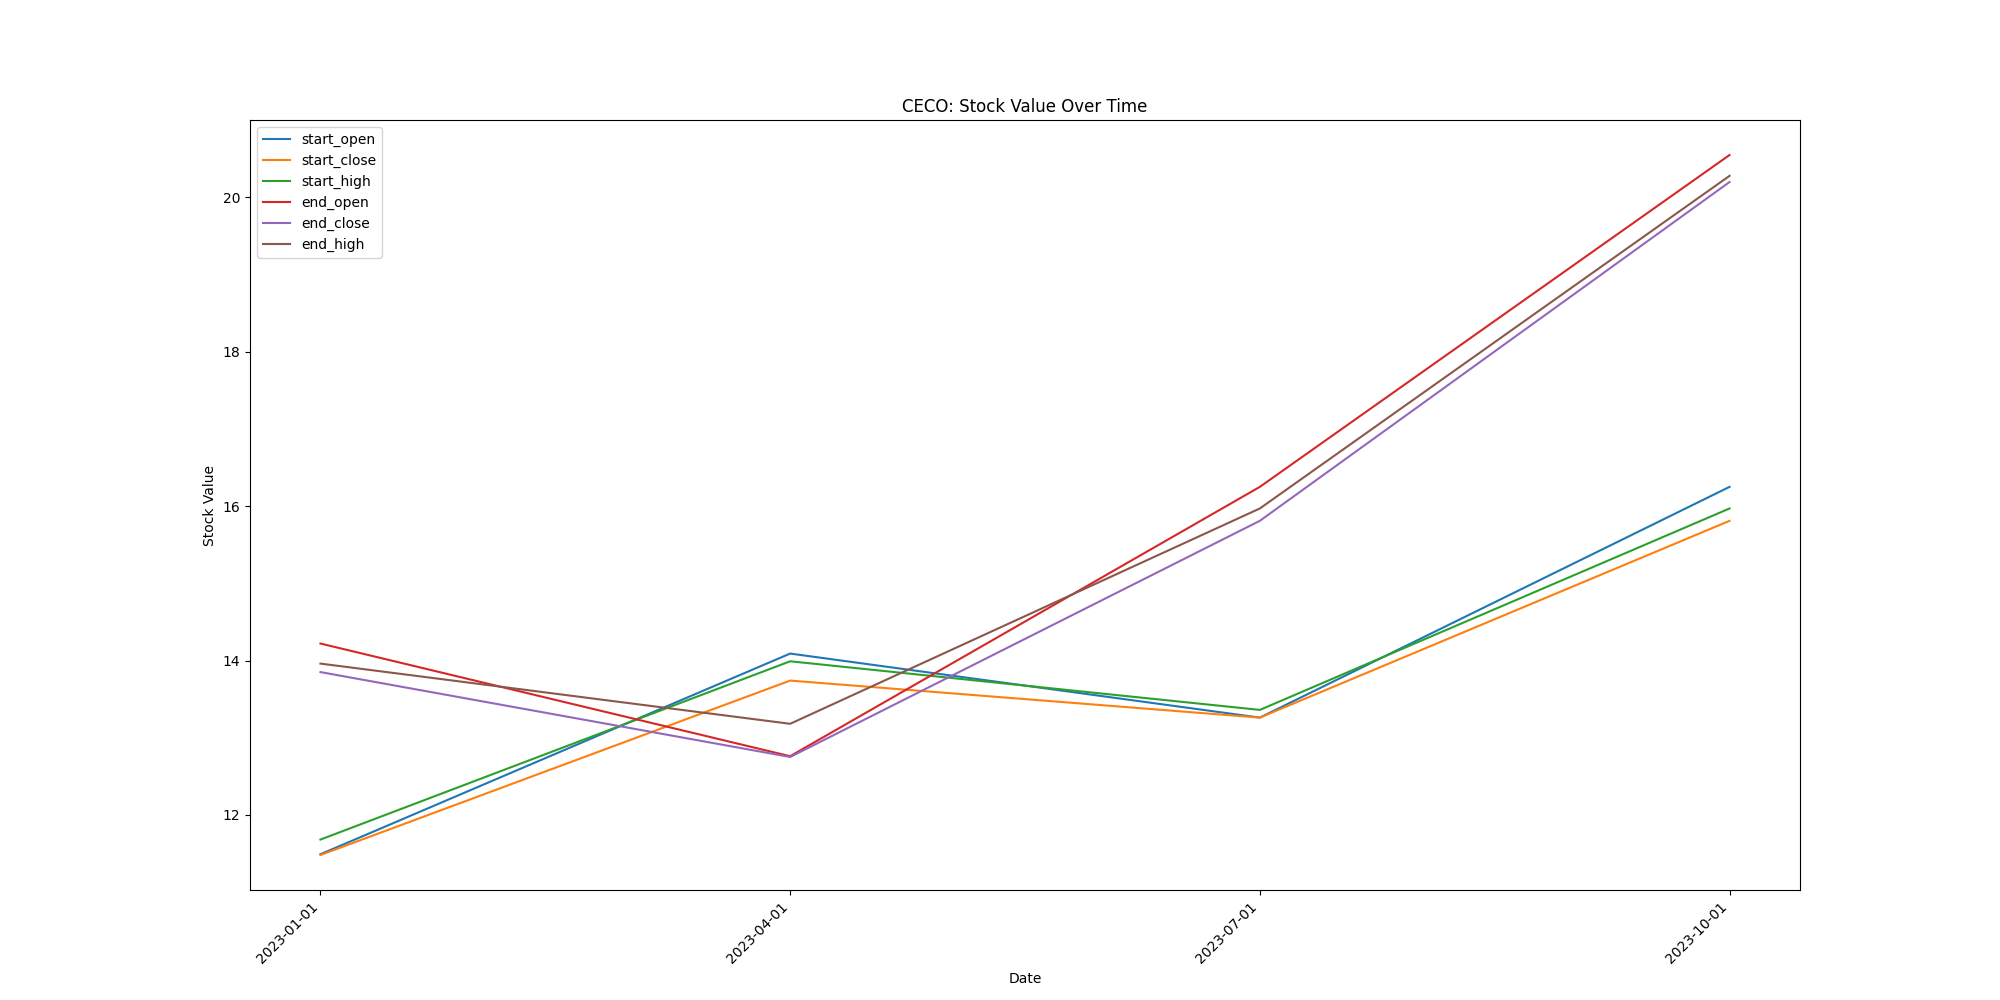 CECO: Stock Value Over Time
start_open
start_close
start_high
end_open
end_close
end_high
Stock Value
20
18
16
14
12
2023-01-01
2023-04-01
2023-07-01
2023-10-01
Date